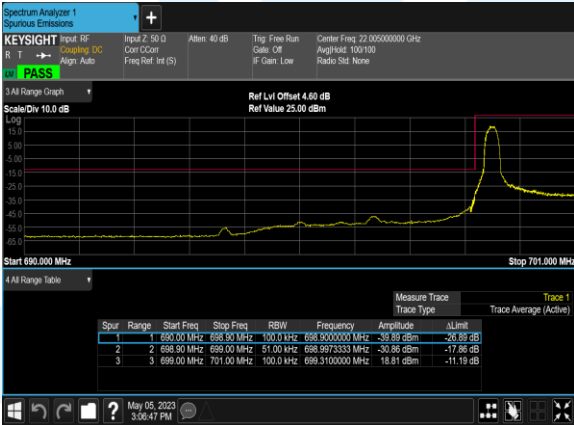 Spectrum Analyzer 1
Spurious Emissions
+
KEYSIGHT
R T
LXI
PASS
Input: RF
Coupling: DC
Align: Auto
Input Z: 50 Ω
Corr CCorr
Freq Ref: Int (S)
Atten: 40 dB
Trig: Free Run
Gate: Off
IF Gain: Low
Center Freq: 22.005000000 GHz
Avg|Hold: 100/100
Radio Std: None
3 All Range Graph
Scale/Div 10.0 dB
Ref Lvl Offset 4.60 dB
Ref Value 25.00 dBm
Log
15.0
5.00
-5.00
-15.0
-25.0
-35.0
-45.0
-55.0
-65.0
Start 690.000 MHz
Stop 701.000 MHz
4 All Range Table
Measure Trace Trace 1
Trace Type Trace Average (Active)
Spur Range Start Freq Stop Freq RBW Frequency Amplitude ΔLimit
1 1 690.00 MHz 698.90 MHz 100.0 kHz 698.9000000 MHz -39.89 dBm -26.89 dB
2 2 698.90 MHz 699.00 MHz 51.00 kHz 698.9973333 MHz -30.86 dBm -17.86 dB
3 3 699.00 MHz 701.00 MHz 100.0 kHz 699.3100000 MHz 18.81 dBm -11.19 dB
?
May 05, 2023
3:06:47 PM